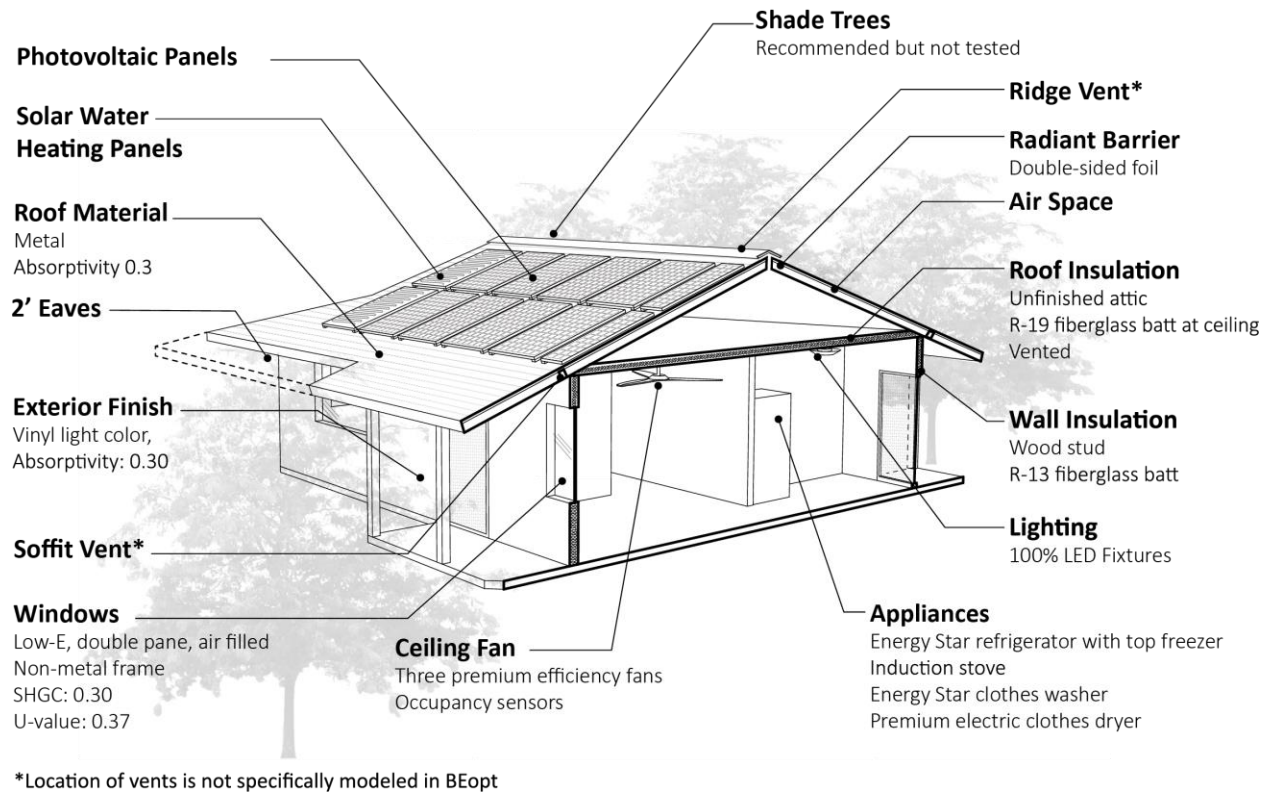 Photovoltaic Panels
Solar Water
Heating Panels
Roof Material
Metal
Absorptivity 0.3
2’ Eaves
Exterior Finish
Vinyl light color,
Absorptivity: 0.30
Soffit Vent*
Windows
Low-E, double pane, air filled
Non-metal frame
SHGC: 0.30
U-value: 0.37
Ceiling Fan
Three premium efficiency fans
Occupancy sensors
Shade Trees
Recommended but not tested
Ridge Vent*
Radiant Barrier
Double-sided foil
Air Space
Roof Insulation
Unfinished attic
R-19 fiberglass batt at ceiling
Vented
Wall Insulation
Wood stud
R-13 fiberglass batt
Lighting
100% LED Fixtures
Appliances
Energy Star refrigerator with top freezer
Induction stove
Energy Star clothes washer
Premium electric clothes dryer
*Location of vents is not specifically modeled in BEopt